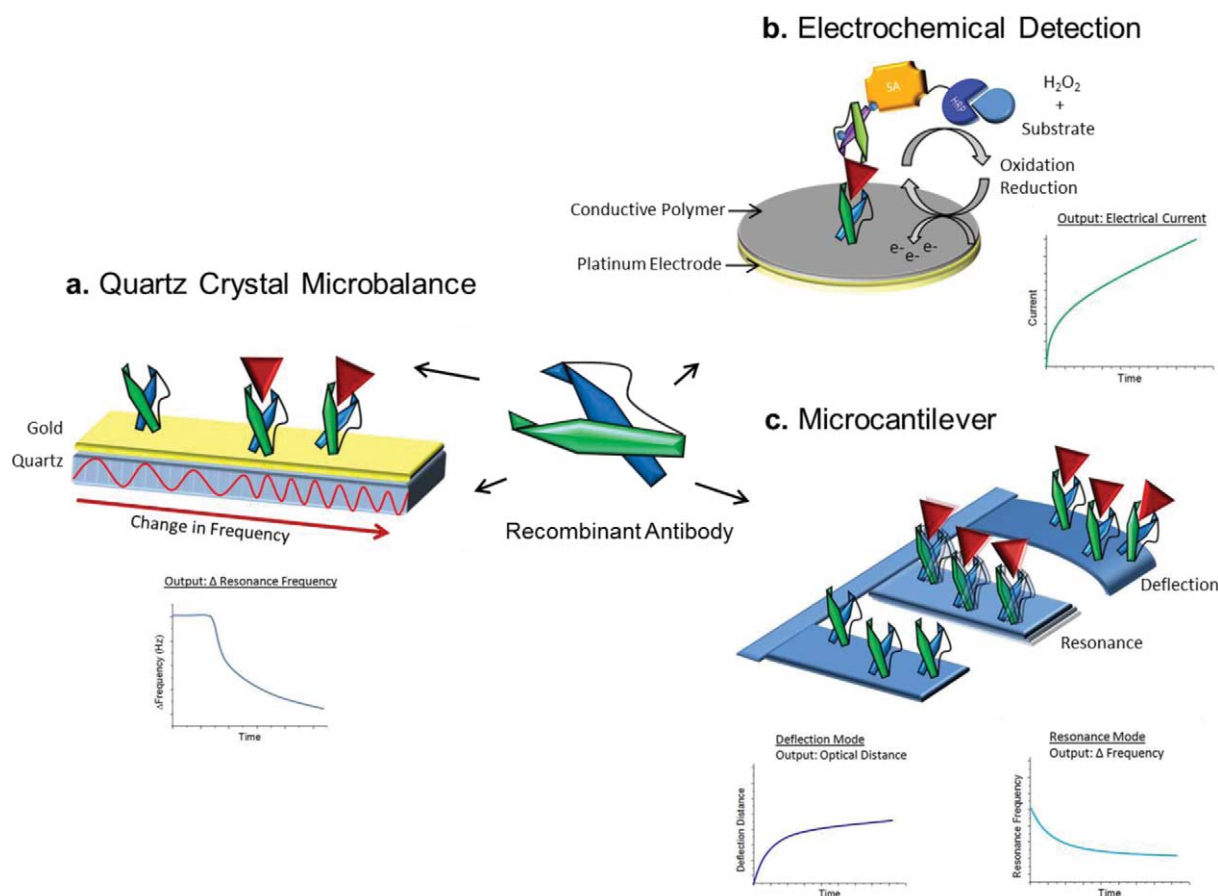 b. Electrochemical Detection
SA
HRP
H2O2
+
Substrate
Oxidation
Reduction
Conductive Polymer
Platinum Electrode
e-
e-
e-
Output: Electrical Current
Current
Time
a. Quartz Crystal Microbalance
Gold
Quartz
Change in Frequency
Output: Δ Resonance Frequency
ΔFrequency (Hz)
Time
Recombinant Antibody
c. Microcantilever
Deflection
Resonance
Deflection Mode
Output: Optical Distance
Deflection Distance
Time
Resonance Mode
Output: Δ Frequency
Resonance Frequency
Time